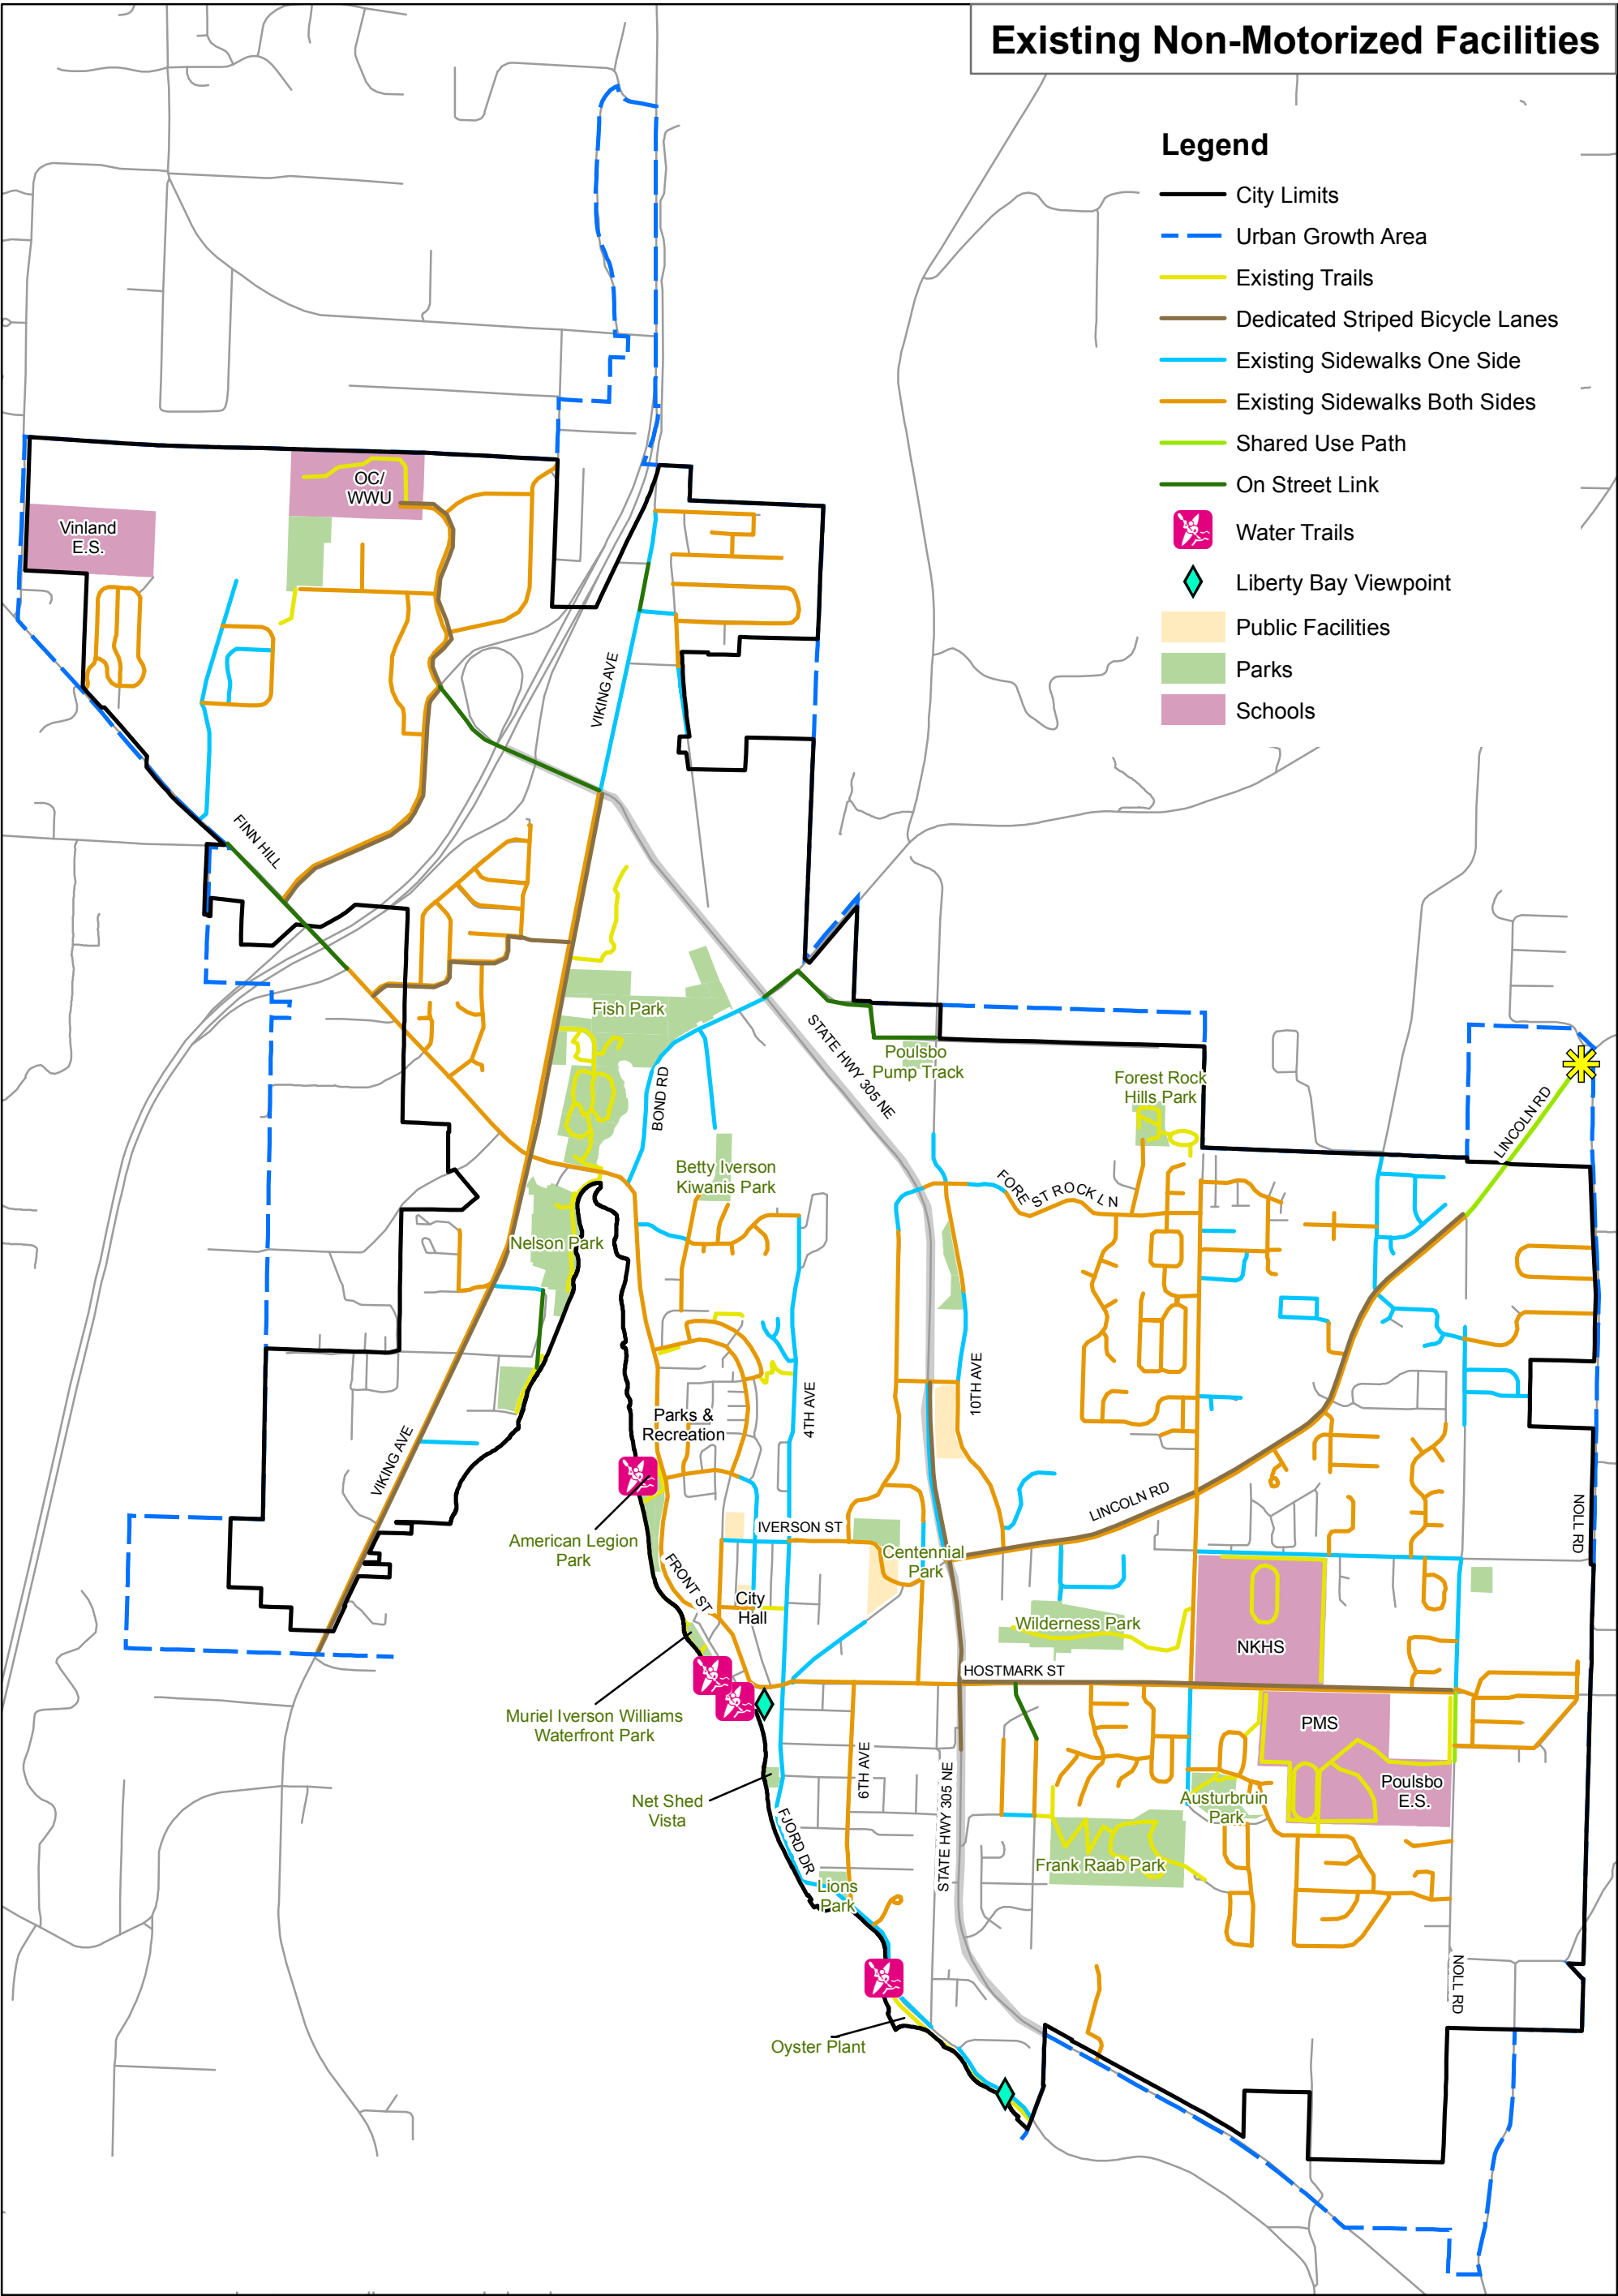 Existing Non-Motorized Facilities
Legend
City Limits
Urban Growth Area
Existing Trails
Dedicated Striped Bicycle Lanes
Existing Sidewalks One Side
Existing Sidewalks Both Sides
Shared Use Path
On Street Link
Water Trails
Liberty Bay Viewpoint
Public Facilities
Parks
Schools
OC/
WWU
Vinland
E.S.
VIKING AVE
FINN HILL
Fish Park
STATE HWY 305 NE
Poulsbo
Pump Track
Forest Rock
Hills Park
LINCOLN RD
BOND RD
Betty Iverson
Kiwanis Park
FOREST ROCK LN
Nelson Park
10TH AVE
4TH AVE
Parks &
Recreation
VIKING AVE
LINCOLN RD
NOLL RD
American Legion
Park
IVERSON ST
Centennial
Park
FRONT ST
City
Hall
Wilderness Park
NKHS
HOSTMARK ST
Muriel Iverson Williams
Waterfront Park
PMS
6TH AVE
Poulsbo
E.S.
Austurbruin
Park
Net Shed
Vista
FJORD DR
STATE HWY 305 NE
Frank Raab Park
Lions
Park
NOLL RD
Oyster Plant